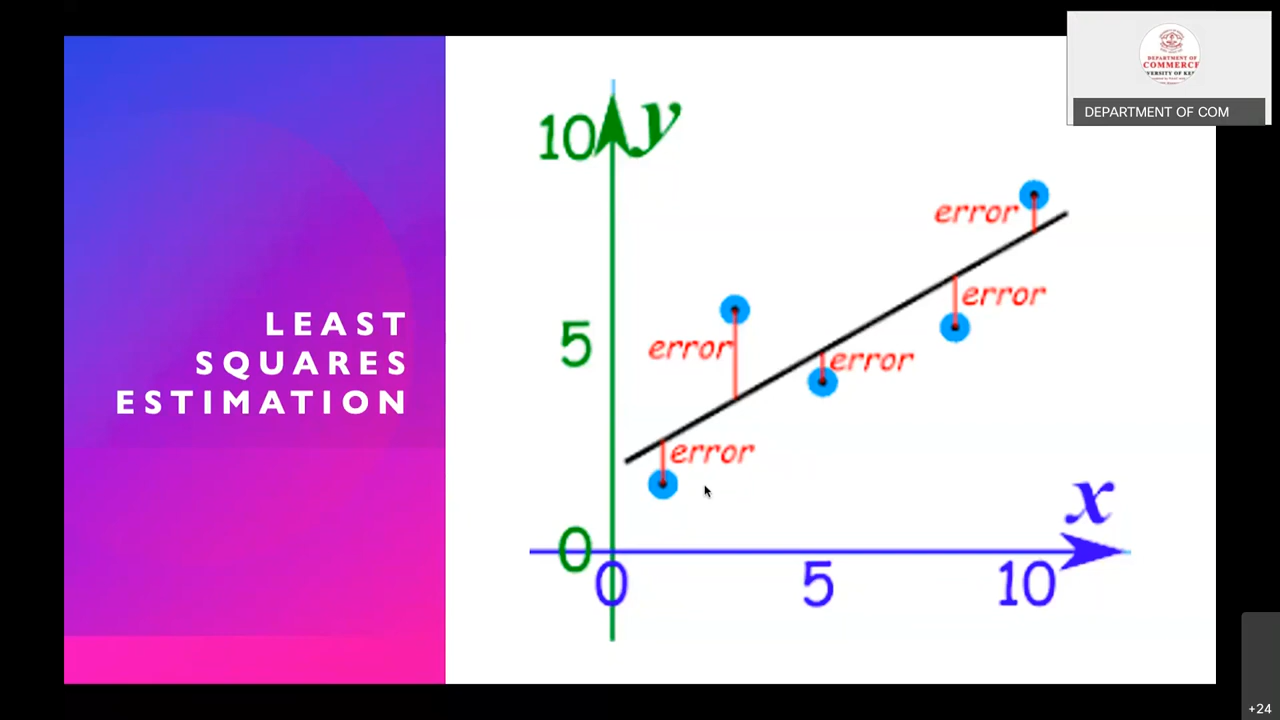 DEPARTMENT OF
COMMERCE
DEPARTMENT OF COM
LEAST
SQUARES
ESTIMATION
10
y
error
error
5
error
error
error
x
0
0
5
10
+24